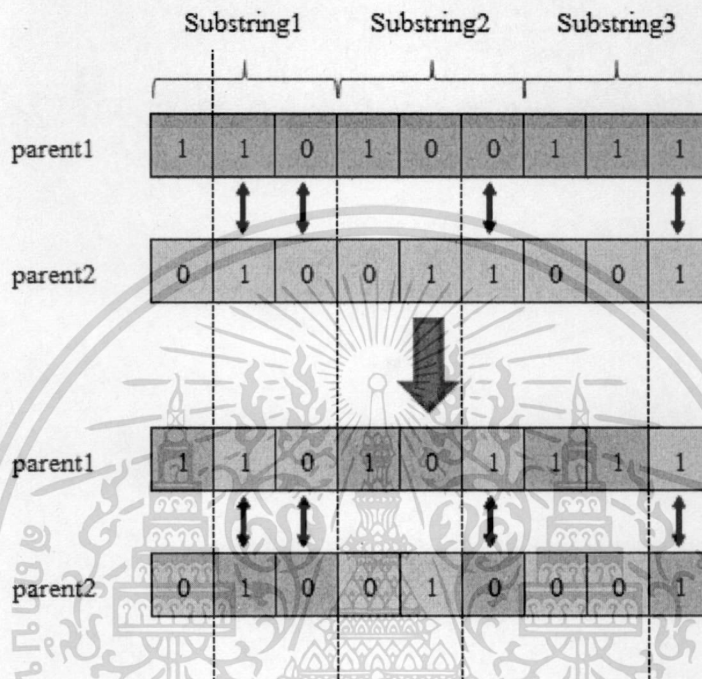 Substring1 Substring2 Substring3
parent1 1 1 0 1 0 0 1 1 1
parent2 0 1 0 0 1 1 0 0 1
parent1 1 1 0 1 0 1 1 1 1
parent2 0 1 0 0 1 0 0 0 1